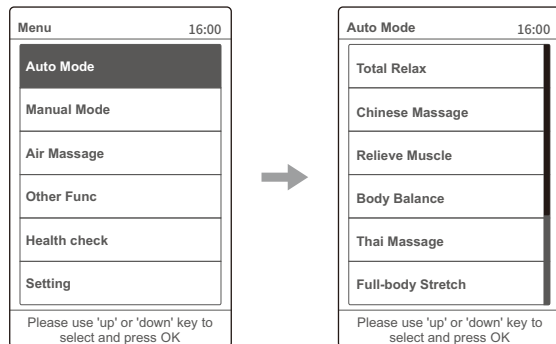 Menu 16:00
Auto Mode
Manual Mode
Air Massage
Other Func
Health check
Setting
Please use 'up' or 'down' key to
select and press OK
Auto Mode 16:00
Total Relax
Chinese Massage
Relieve Muscle
Body Balance
Thai Massage
Full-body Stretch
Please use 'up' or 'down' key to
select and press OK